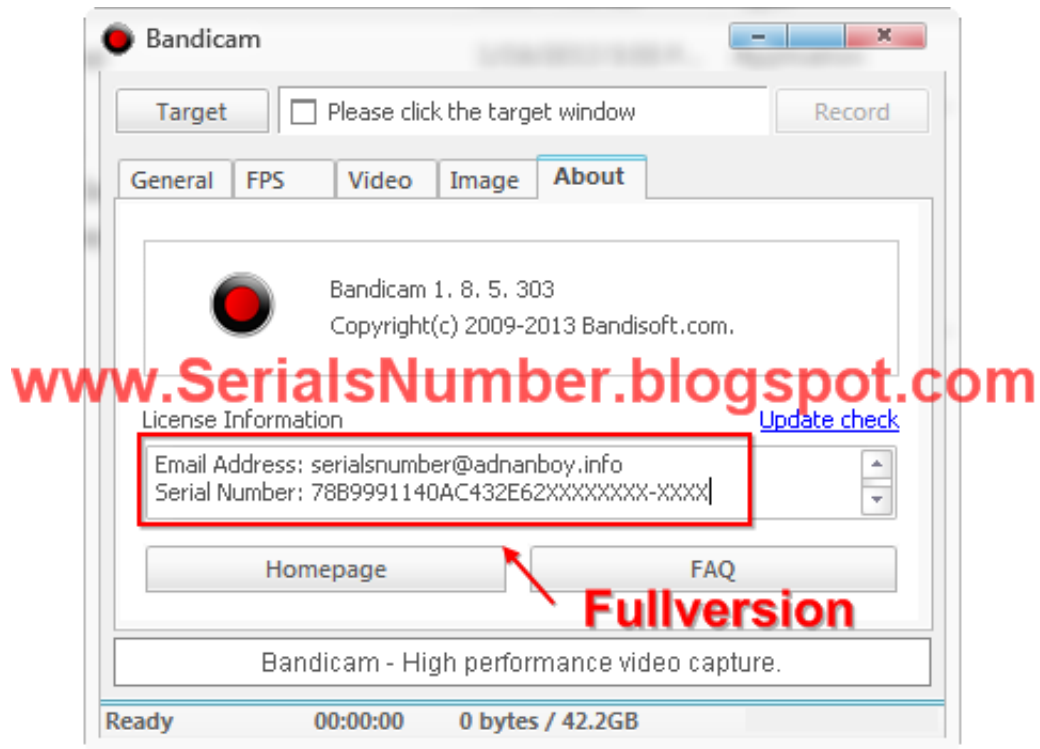 Bandicam
Target
Please click the target window
Record
General FPS Video Image About
Bandicam 1. 8. 5. 303
Copyright(c) 2009-2013 Bandisoft.com.
www.SerialsNumber.blogspot.com
License Information
Update check
Email Address: serialsnumber@adnanboy.info
Serial Number: 78B9991140AC432E62XXXXXXXX-XXXX
Homepage
FAQ
Fullversion
Bandicam - High performance video capture.
Ready 00:00:00 0 bytes / 42.2GB